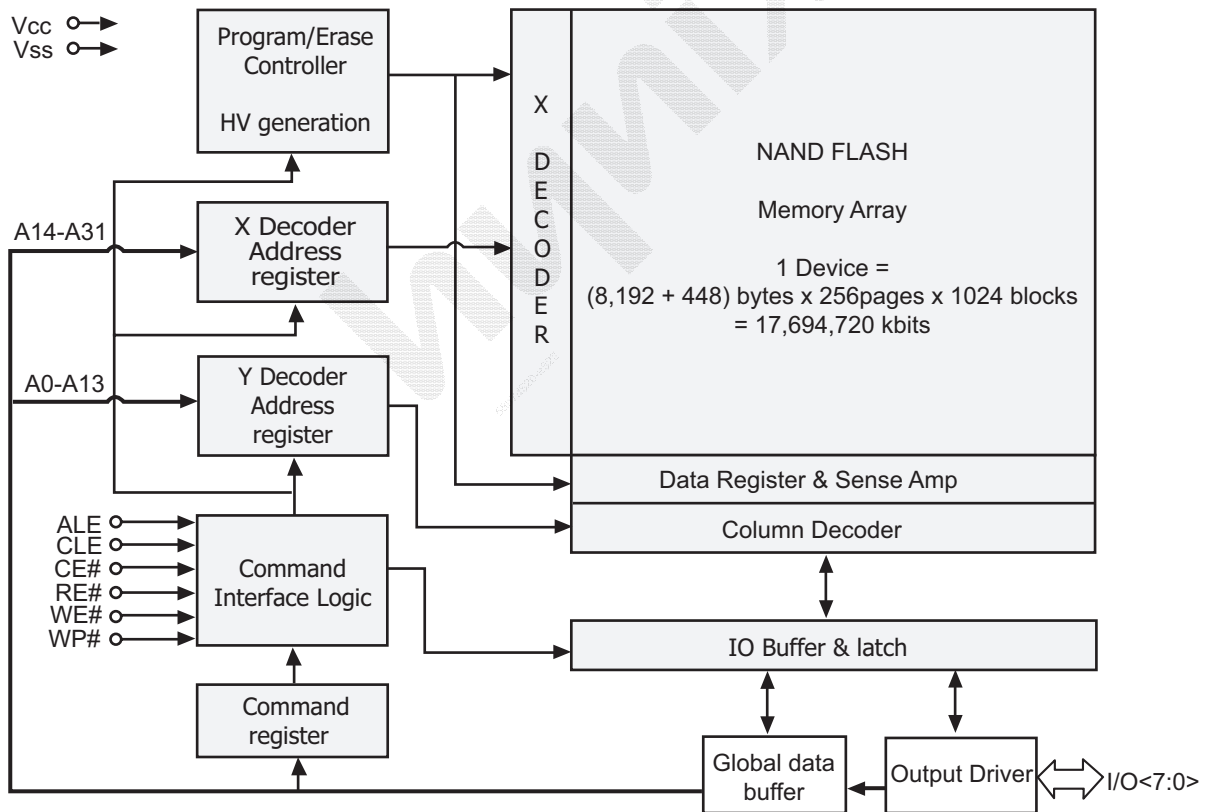 Vcc
Vss
Program/Erase
Controller
HV generation
X
DECODER
NAND FLASH
Memory Array
1 Device =
(8,192 + 448) bytes x 256pages x 1024 blocks
= 17,694,720 kbits
A14-A31
X Decoder
Address
register
A0-A13
Y Decoder
Address
register
Data Register & Sense Amp
Column Decoder
ALE
CLE
CE#
RE#
WE#
WP#
Command
Interface Logic
IO Buffer & latch
Command
register
Global data
buffer
Output Driver
I/O<7:0>